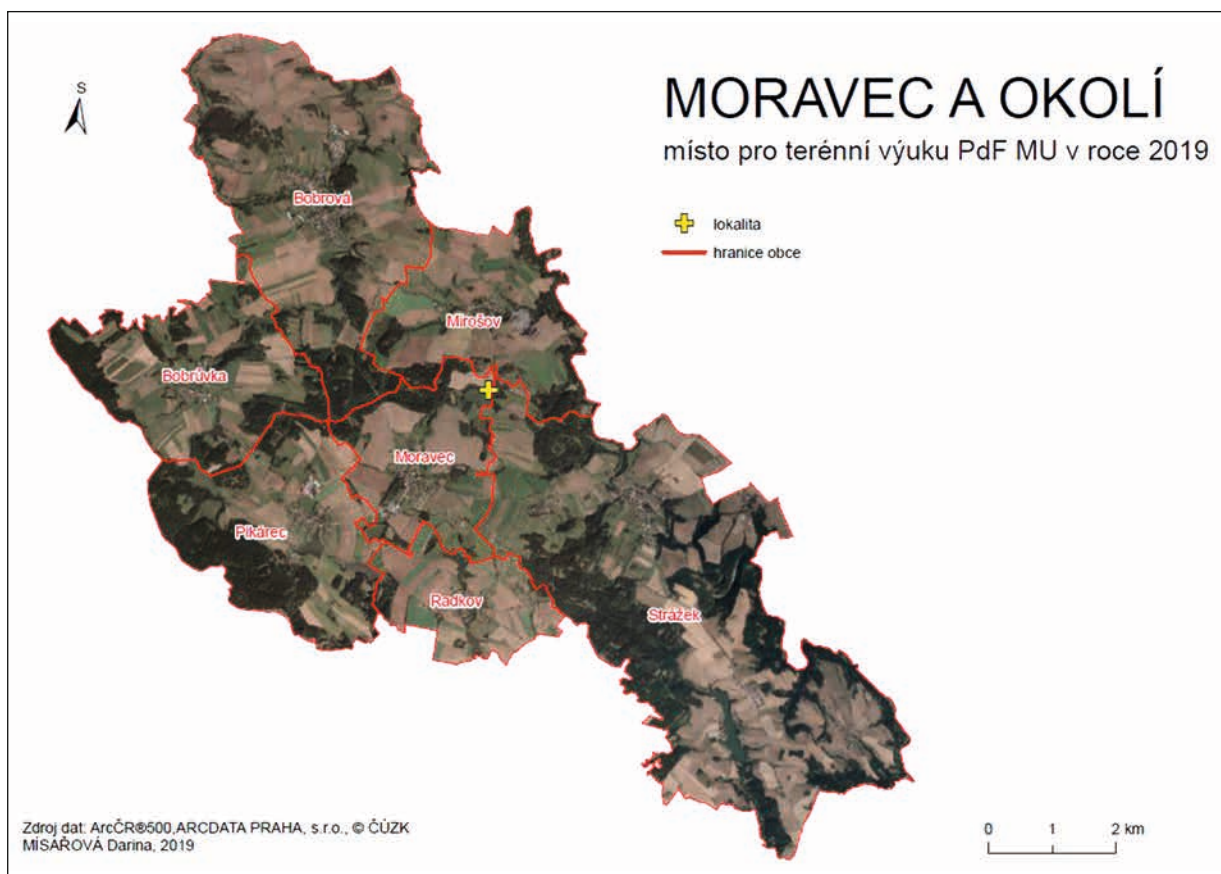 MORAVEC A OKOLÍ
místo pro terénní výuku PdF MU v roce 2019
S
lokalita
hranice obce
Bobrová
Mirošov
Bobrůvka
Moravec
Pikárec
Radkov
Strážek
Zdroj dat: ArcČR®500,ARCDATA PRAHA, s.r.o., © ČÚZK
MÍSAŘOVÁ Darina, 2019
0 1 2 km